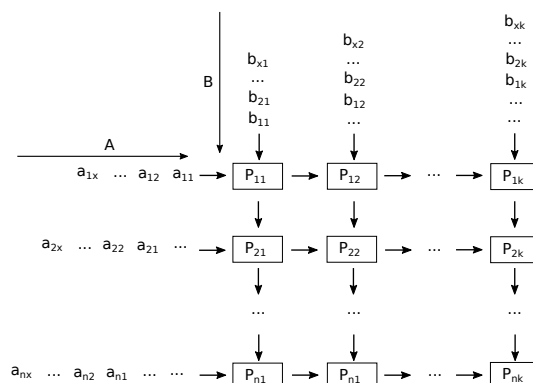 b_xk
b_x2 ...
b_x1 ... b_2k
B ... b_22 b_1k
b_21 b_12 ...
b_11 ... ...
A
a_1x ... a_12 a_11 P_11 P_12 ... P_1k
a_2x ... a_22 a_21 ... P_21 P_22 ... P_2k
... ... ...
a_nx ... a_n2 a_n1 ... ... P_n1 P_n1 ... P_nk